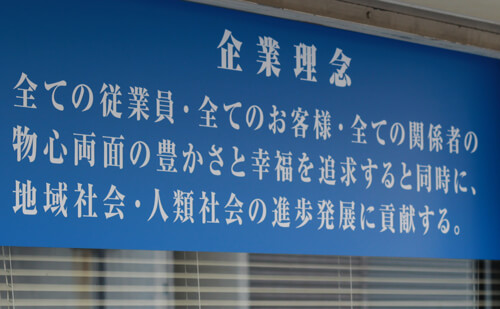 企業理念
全ての従業員・全てのお客様・全ての関係者の
物心両面の豊かさと幸福を追求すると同時に、
地域社会・人類社会の進歩発展に貢献する。